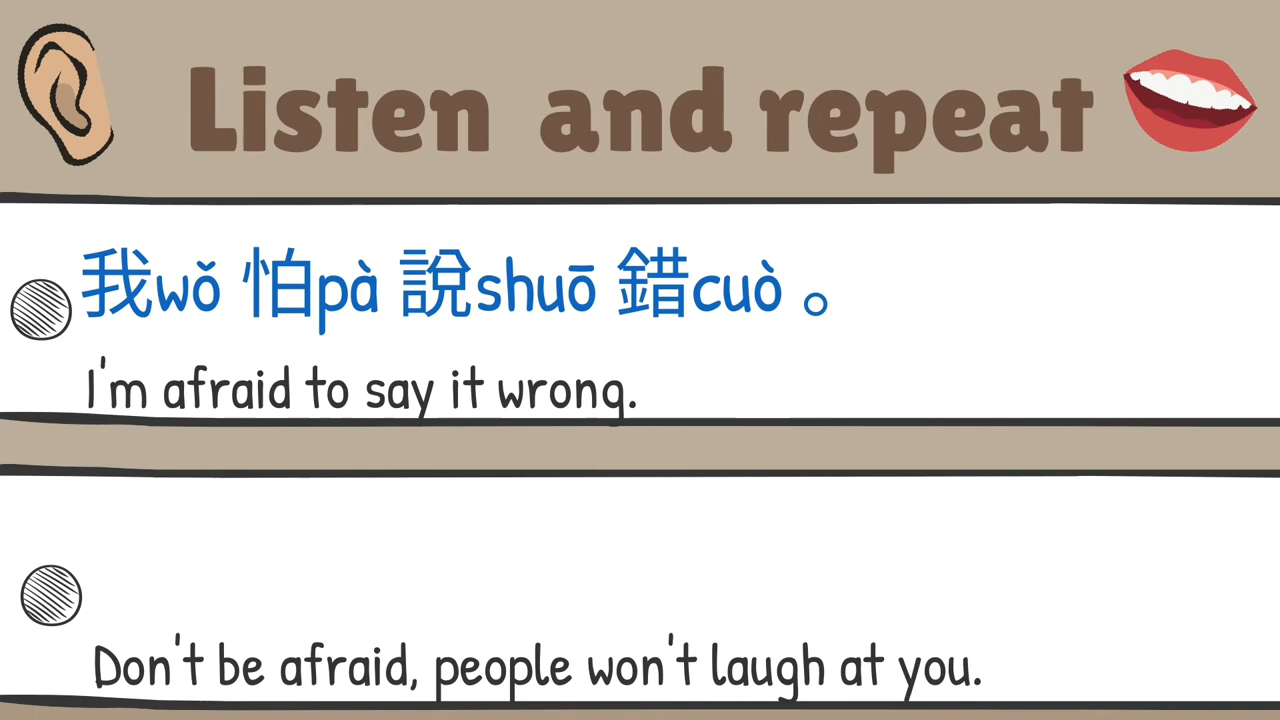 Listen and repeat
我wǒ 怕pà 說shuō 錯cuò。
I'm afraid to say it wrong.
Don't be afraid, people won't laugh at you.